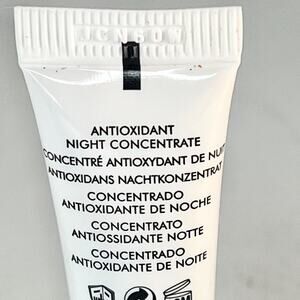 ANTIOXIDANT
NIGHT CONCENTRATE
CONCENTRÉ ANTIOXYDANT DE NUIT
ANTIOXIDANS NACHTKONZENTRAT
CONCENTRADO
ANTIOXIDANTE DE NOCHE
CONCENTRATO
ANTIOSSIDANTE NOTTE
CONCENTRADO
ANTIOXIDANTE DE NOITE